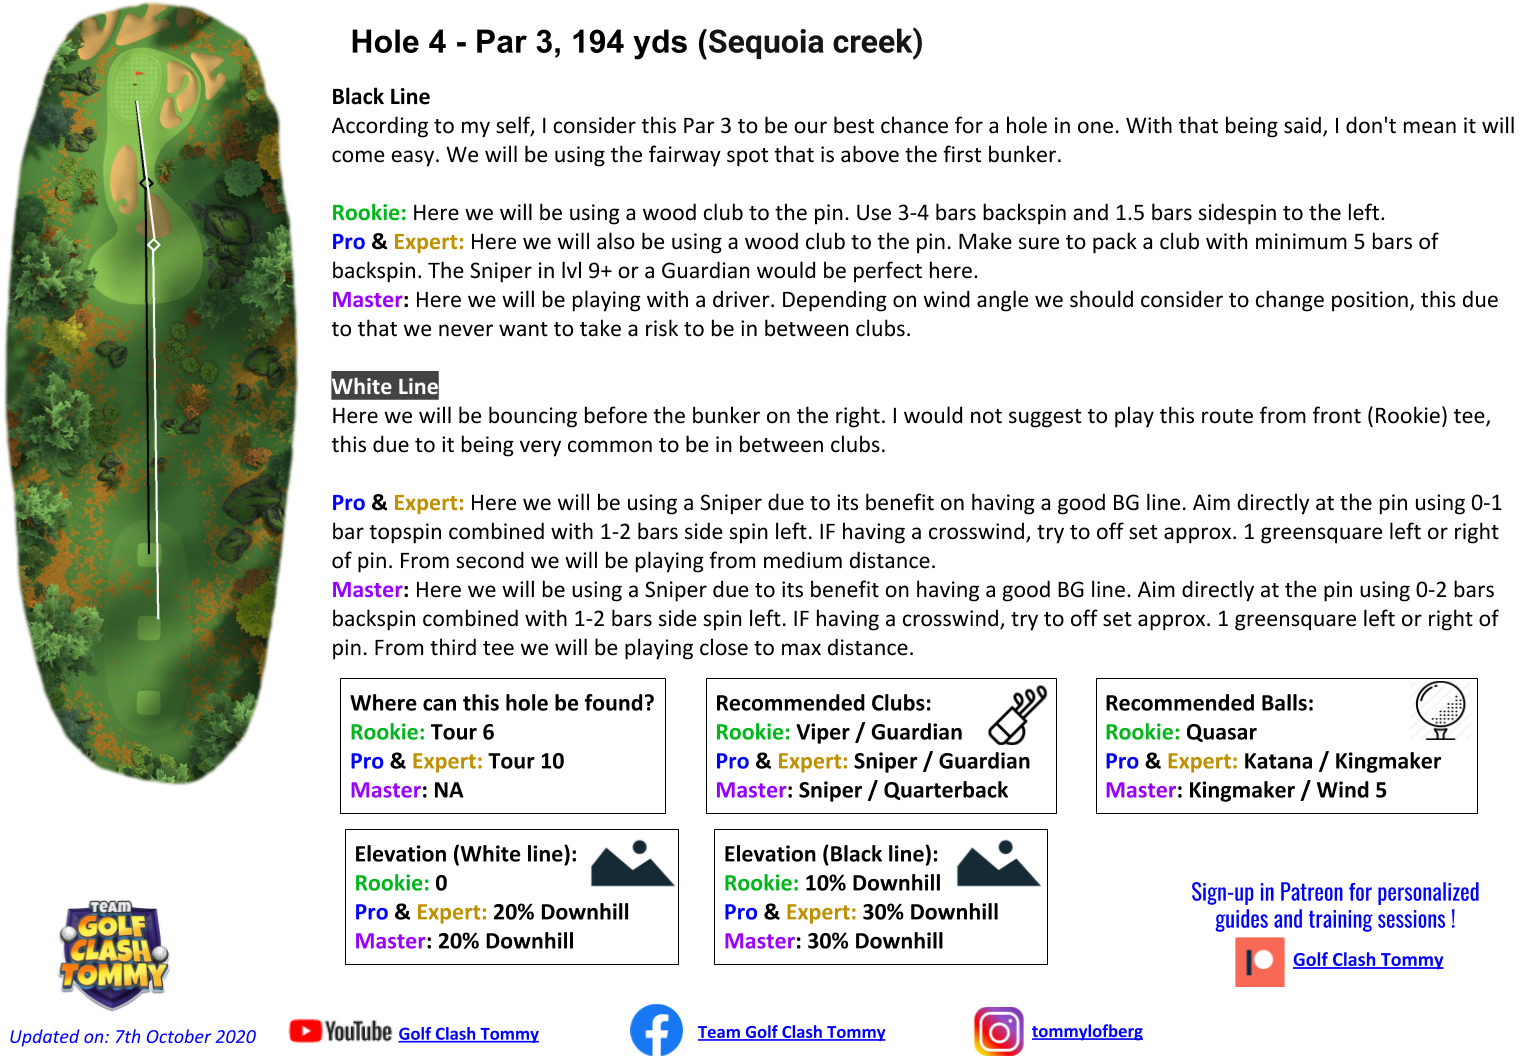 Hole 4 - Par 3, 194 yds (Sequoia creek)
Black Line
According to my self, I consider this Par 3 to be our best chance for a hole in one. With that being said, I don't mean it will
come easy. We will be using the fairway spot that is above the first bunker.
Rookie: Here we will be using a wood club to the pin. Use 3-4 bars backspin and 1.5 bars sidespin to the left.
Pro & Expert: Here we will also be using a wood club to the pin. Make sure to pack a club with minimum 5 bars of
backspin. The Sniper in lvl 9+ or a Guardian would be perfect here.
Master: Here we will be playing with a driver. Depending on wind angle we should consider to change position, this due
to that we never want to take a risk to be in between clubs.
White Line
Here we will be bouncing before the bunker on the right. I would not suggest to play this route from front (Rookie) tee,
this due to it being very common to be in between clubs.
Pro & Expert: Here we will be using a Sniper due to its benefit on having a good BG line. Aim directly at the pin using 0-1
bar topspin combined with 1-2 bars side spin left. IF having a crosswind, try to off set approx. 1 greensquare left or right
of pin. From second we will be playing from medium distance.
Master: Here we will be using a Sniper due to its benefit on having a good BG line. Aim directly at the pin using 0-2 bars
backspin combined with 1-2 bars side spin left. IF having a crosswind, try to off set approx. 1 greensquare left or right of
pin. From third tee we will be playing close to max distance.
Where can this hole be found?
Rookie: Tour 6
Pro & Expert: Tour 10
Master: NA
Recommended Clubs:
Rookie: Viper / Guardian
Pro & Expert: Sniper / Guardian
Master: Sniper / Quarterback
Recommended Balls:
Rookie: Quasar
Pro & Expert: Katana / Kingmaker
Master: Kingmaker / Wind 5
Elevation (White line):
Rookie: 0
Pro & Expert: 20% Downhill
Master: 20% Downhill
Elevation (Black line):
Rookie: 10% Downhill
Pro & Expert: 30% Downhill
Master: 30% Downhill
Sign-up in Patreon for personalized
guides and training sessions !
Golf Clash Tommy
TEAM
GOLF
CLASH
TOMMY
Updated on: 7th October 2020
YouTube Golf Clash Tommy
Team Golf Clash Tommy
tommylofberg